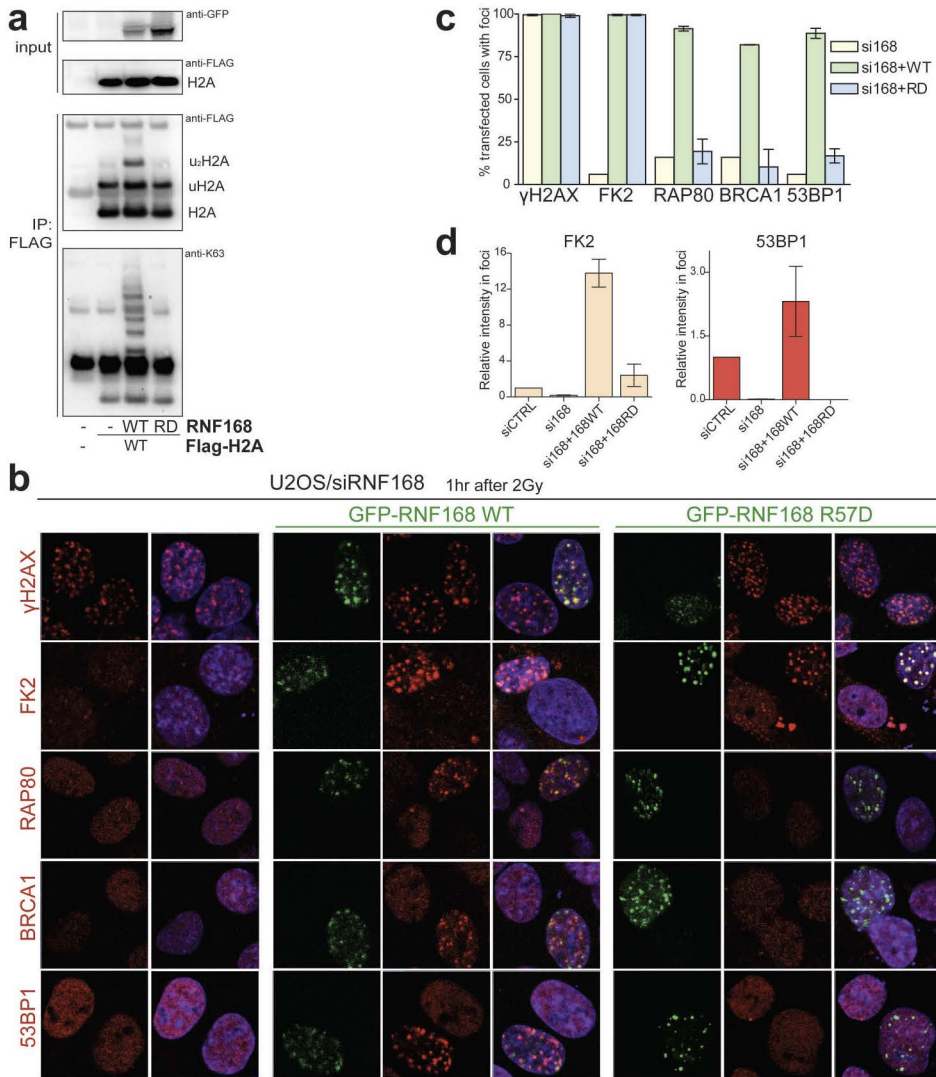 a
input
anti-GFP
anti-FLAG
H2A
IP:
FLAG
anti-FLAG
u₂H2A
uH2A
H2A
anti-K63
- - WT RD RNF168
- WT Flag-H2A
c
% transfected cells with foci
100
75
50
25
0
γH2AX FK2 RAP80 BRCA1 53BP1
si168
si168+WT
si168+RD
d
FK2
Relative intensity in foci
16
12
8
4
0
siCTRL si168 si168+168WT si168+168RD
53BP1
Relative intensity in foci
3.0
1.5
0.0
siCTRL si168 si168+168WT si168+168RD
b
U2OS/siRNF168 1hr after 2Gy
GFP-RNF168 WT GFP-RNF168 R57D
γH2AX
FK2
RAP80
BRCA1
53BP1